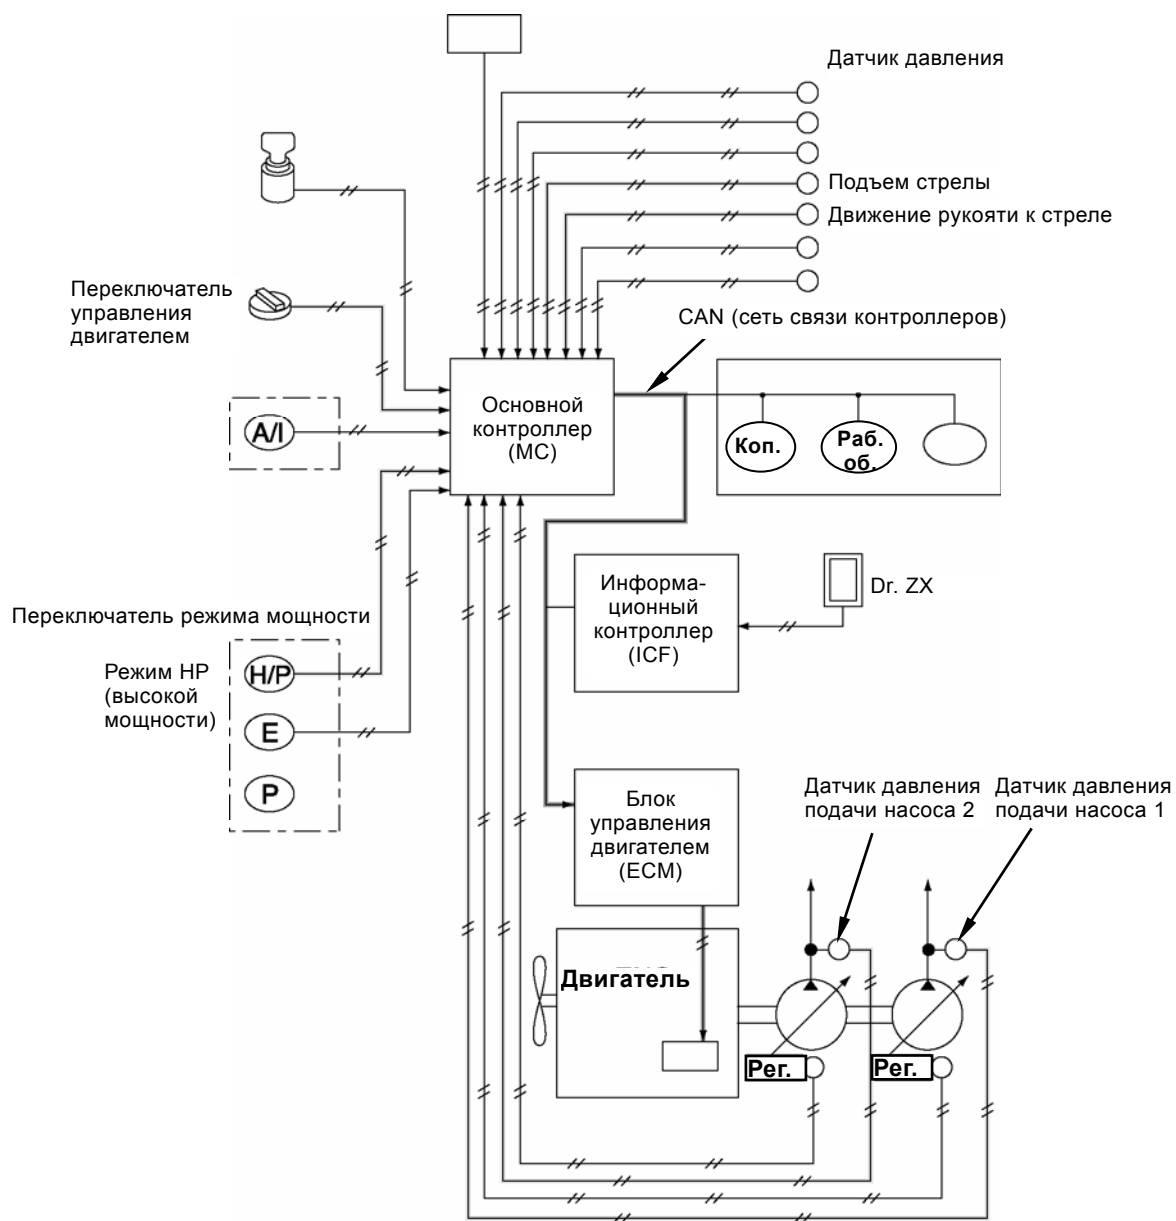 Датчик давления
Подъем стрелы
Движение рукояти к стреле
Переключатель
управления
двигателем
CAN (сеть связи контроллеров)
A/I
Основной
контроллер
(MC)
Коп.
Раб.
об.
Информа-
ционный
контроллер
(ICF)
Dr. ZX
Переключатель режима мощности
Режим HP
(высокой
мощности)
H/P
E
P
Блок
управления
двигателем
(ECM)
Датчик давления
подачи насоса 2
Датчик давления
подачи насоса 1
Двигатель
Рег.
Рег.